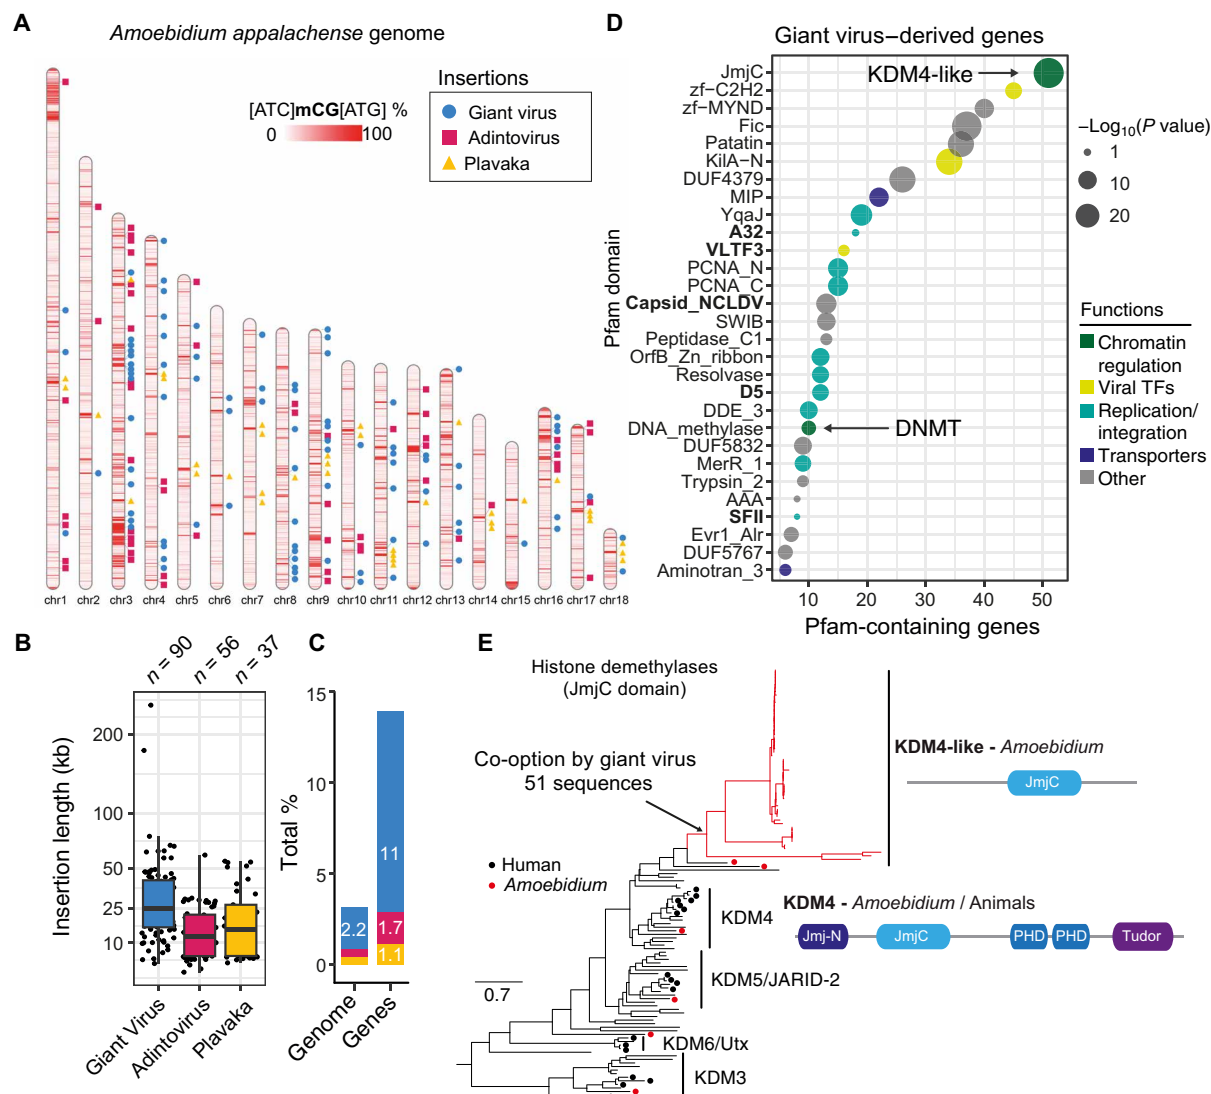 A
Amoebidium appalachense genome
[ATC]mCG[ATG] %
0 100
Insertions
Giant virus
Adintovirus
Plavaka
chr1 chr2 chr3 chr4 chr5 chr6 chr7 chr8 chr9 chr10 chr11 chr12 chr13 chr14 chr15 chr16 chr17 chr18
D
Giant virus−derived genes
Pfam domain
JmjC
zf−C2H2
zf−MYND
Fic
Patatin
KilA−N
DUF4379
MIP
YqaJ
A32
VLTF3
PCNA_N
PCNA_C
Capsid_NCLDV
SWIB
Peptidase_C1
OrfB_Zn_ribbon
Resolvase
D5
DDE_3
DNA_methylase
DUF5832
MerR_1
Trypsin_2
AAA
SFII
Evr1_Alr
DUF5767
Aminotran_3
KDM4-like
DNMT
10 20 30 40 50
Pfam-containing genes
−Log10(P value)
1
10
20
Functions
Chromatin
regulation
Viral TFs
Replication/
integration
Transporters
Other
B
n = 90 n = 56 n = 37
Insertion length (kb)
200
100
50
25
10
Giant Virus
Adintovirus
Plavaka
C
Total %
15
10
5
0
2.2
11
1.7
1.1
Genome
Genes
E
Histone demethylases
(JmjC domain)
Co-option by giant virus
51 sequences
Human
Amoebidium
0.7
KDM4
KDM5/JARID-2
KDM6/Utx
KDM3
KDM4-like - Amoebidium
JmjC
KDM4 - Amoebidium / Animals
Jmj-N JmjC PHD PHD Tudor